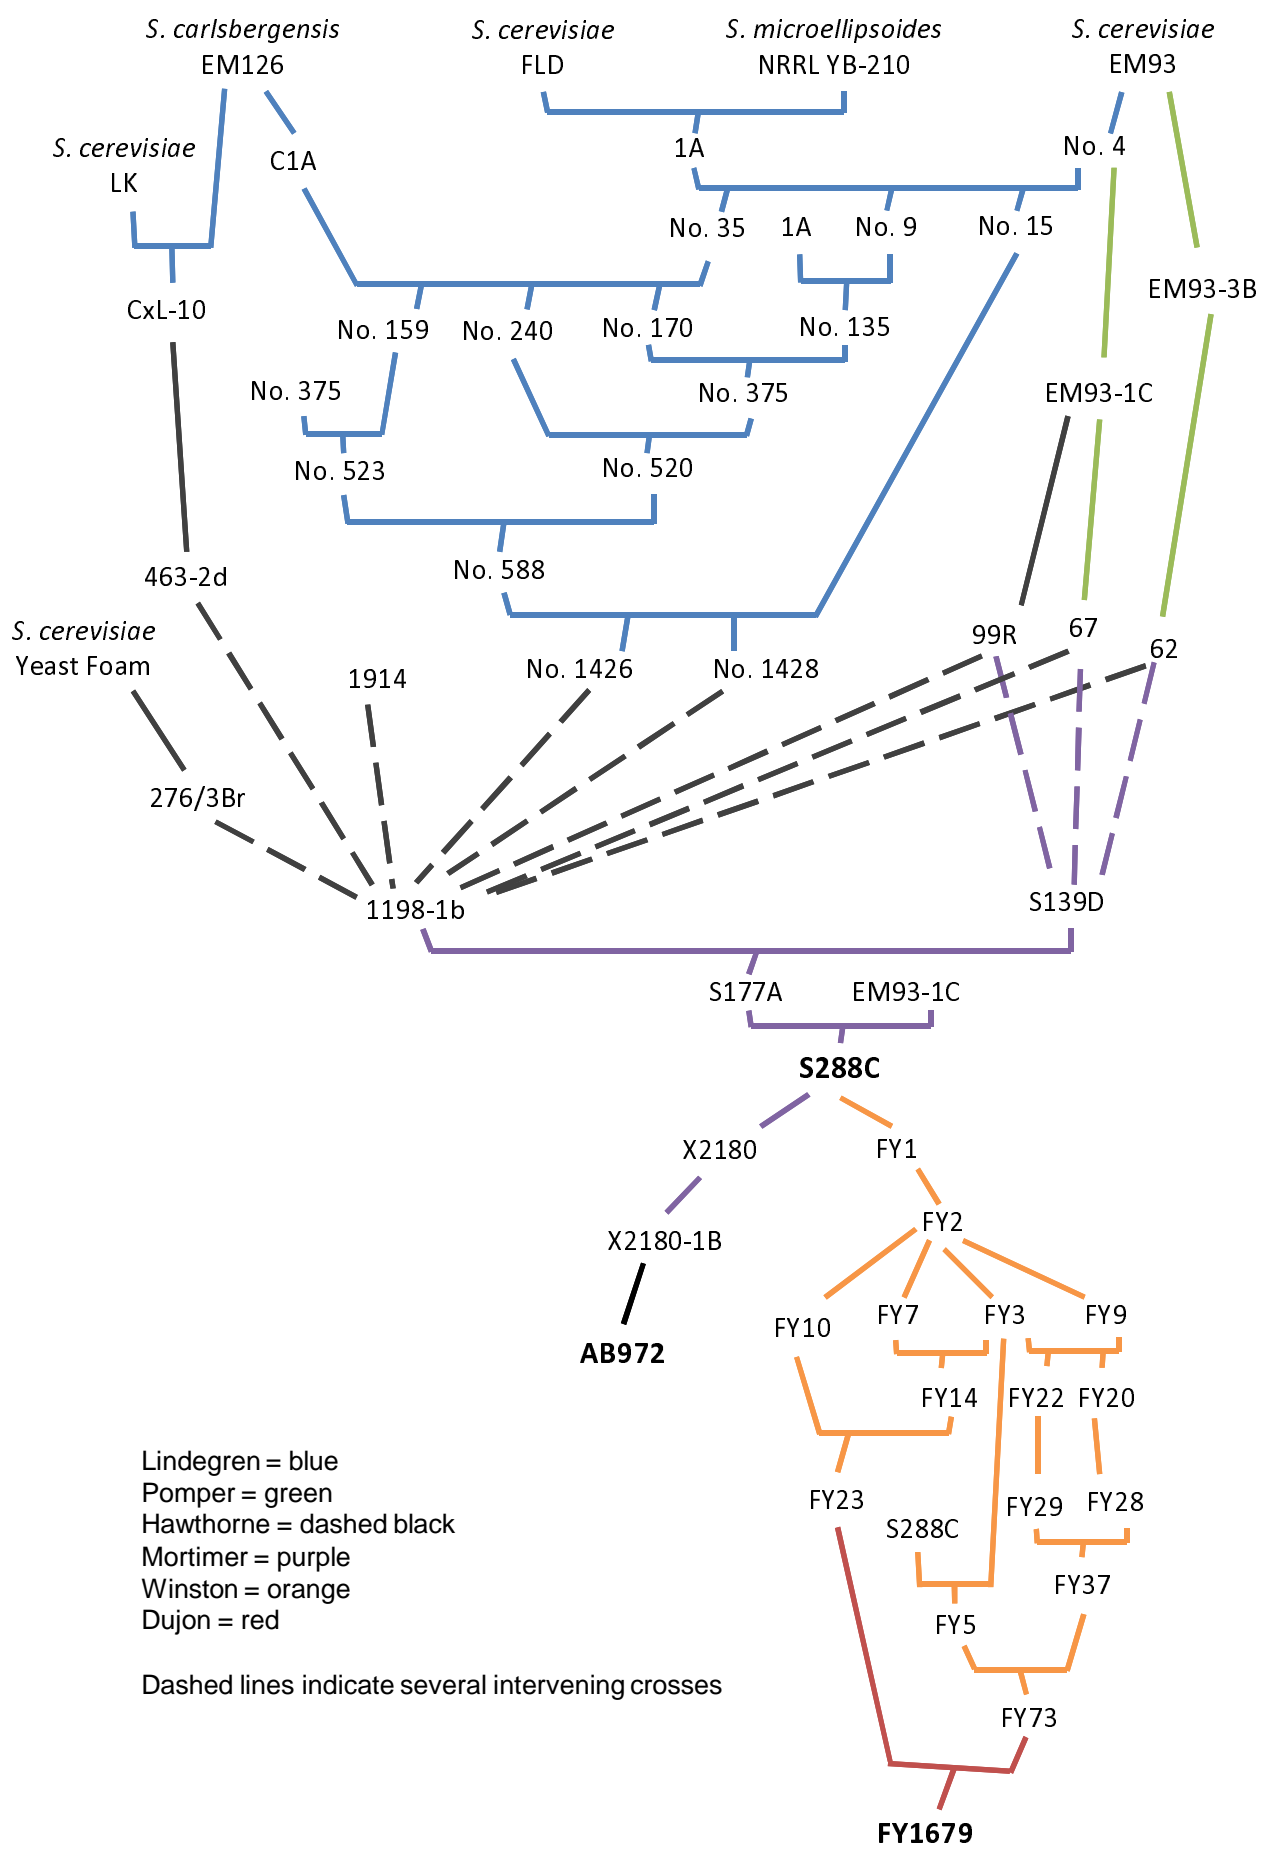 S. carlsbergensis
EM126
S. cerevisiae
FLD
S. microellipsoides
NRRL YB-210
S. cerevisiae
EM93
S. cerevisiae
LK
C1A
1A
No. 4
No. 35
1A
No. 9
No. 15
CxL-10
EM93-3B
No. 159
No. 240
No. 170
No. 135
No. 375
No. 375
EM93-1C
No. 523
No. 520
463-2d
No. 588
S. cerevisiae
Yeast Foam
1914
No. 1426
No. 1428
99R
67
62
276/3Br
1198-1b
S139D
S177A
EM93-1C
S288C
X2180
FY1
X2180-1B
FY2
AB972
FY10
FY7
FY3
FY9
FY14
FY22
FY20
FY23
S288C
FY29
FY28
FY5
FY37
FY73
FY1679
Lindegren = blue
Pomper = green
Hawthorne = dashed black
Mortimer = purple
Winston = orange
Dujon = red
Dashed lines indicate several intervening crosses